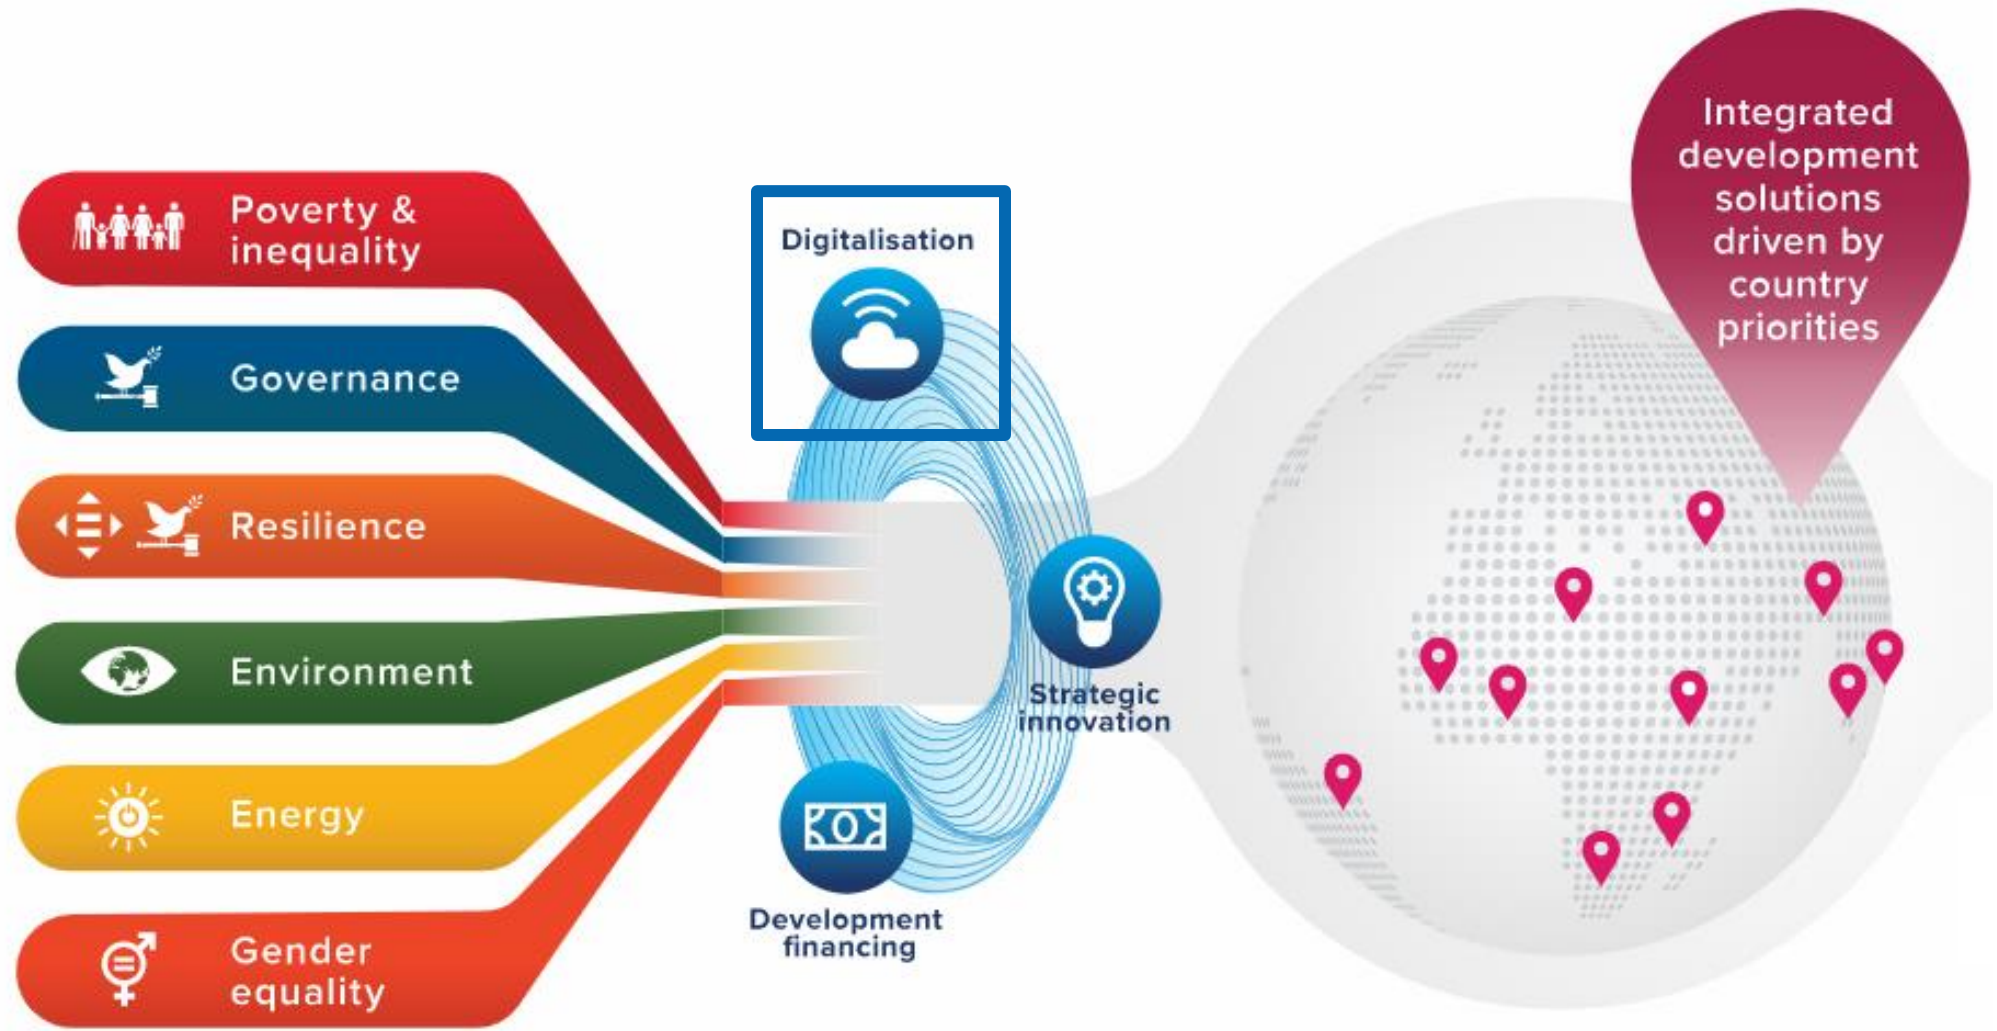 Poverty &
inequality
Governance
Resilience
Environment
Energy
Gender
equality
Digitalisation
Strategic
innovation
Development
financing
Integrated
development
solutions
driven by
country
priorities